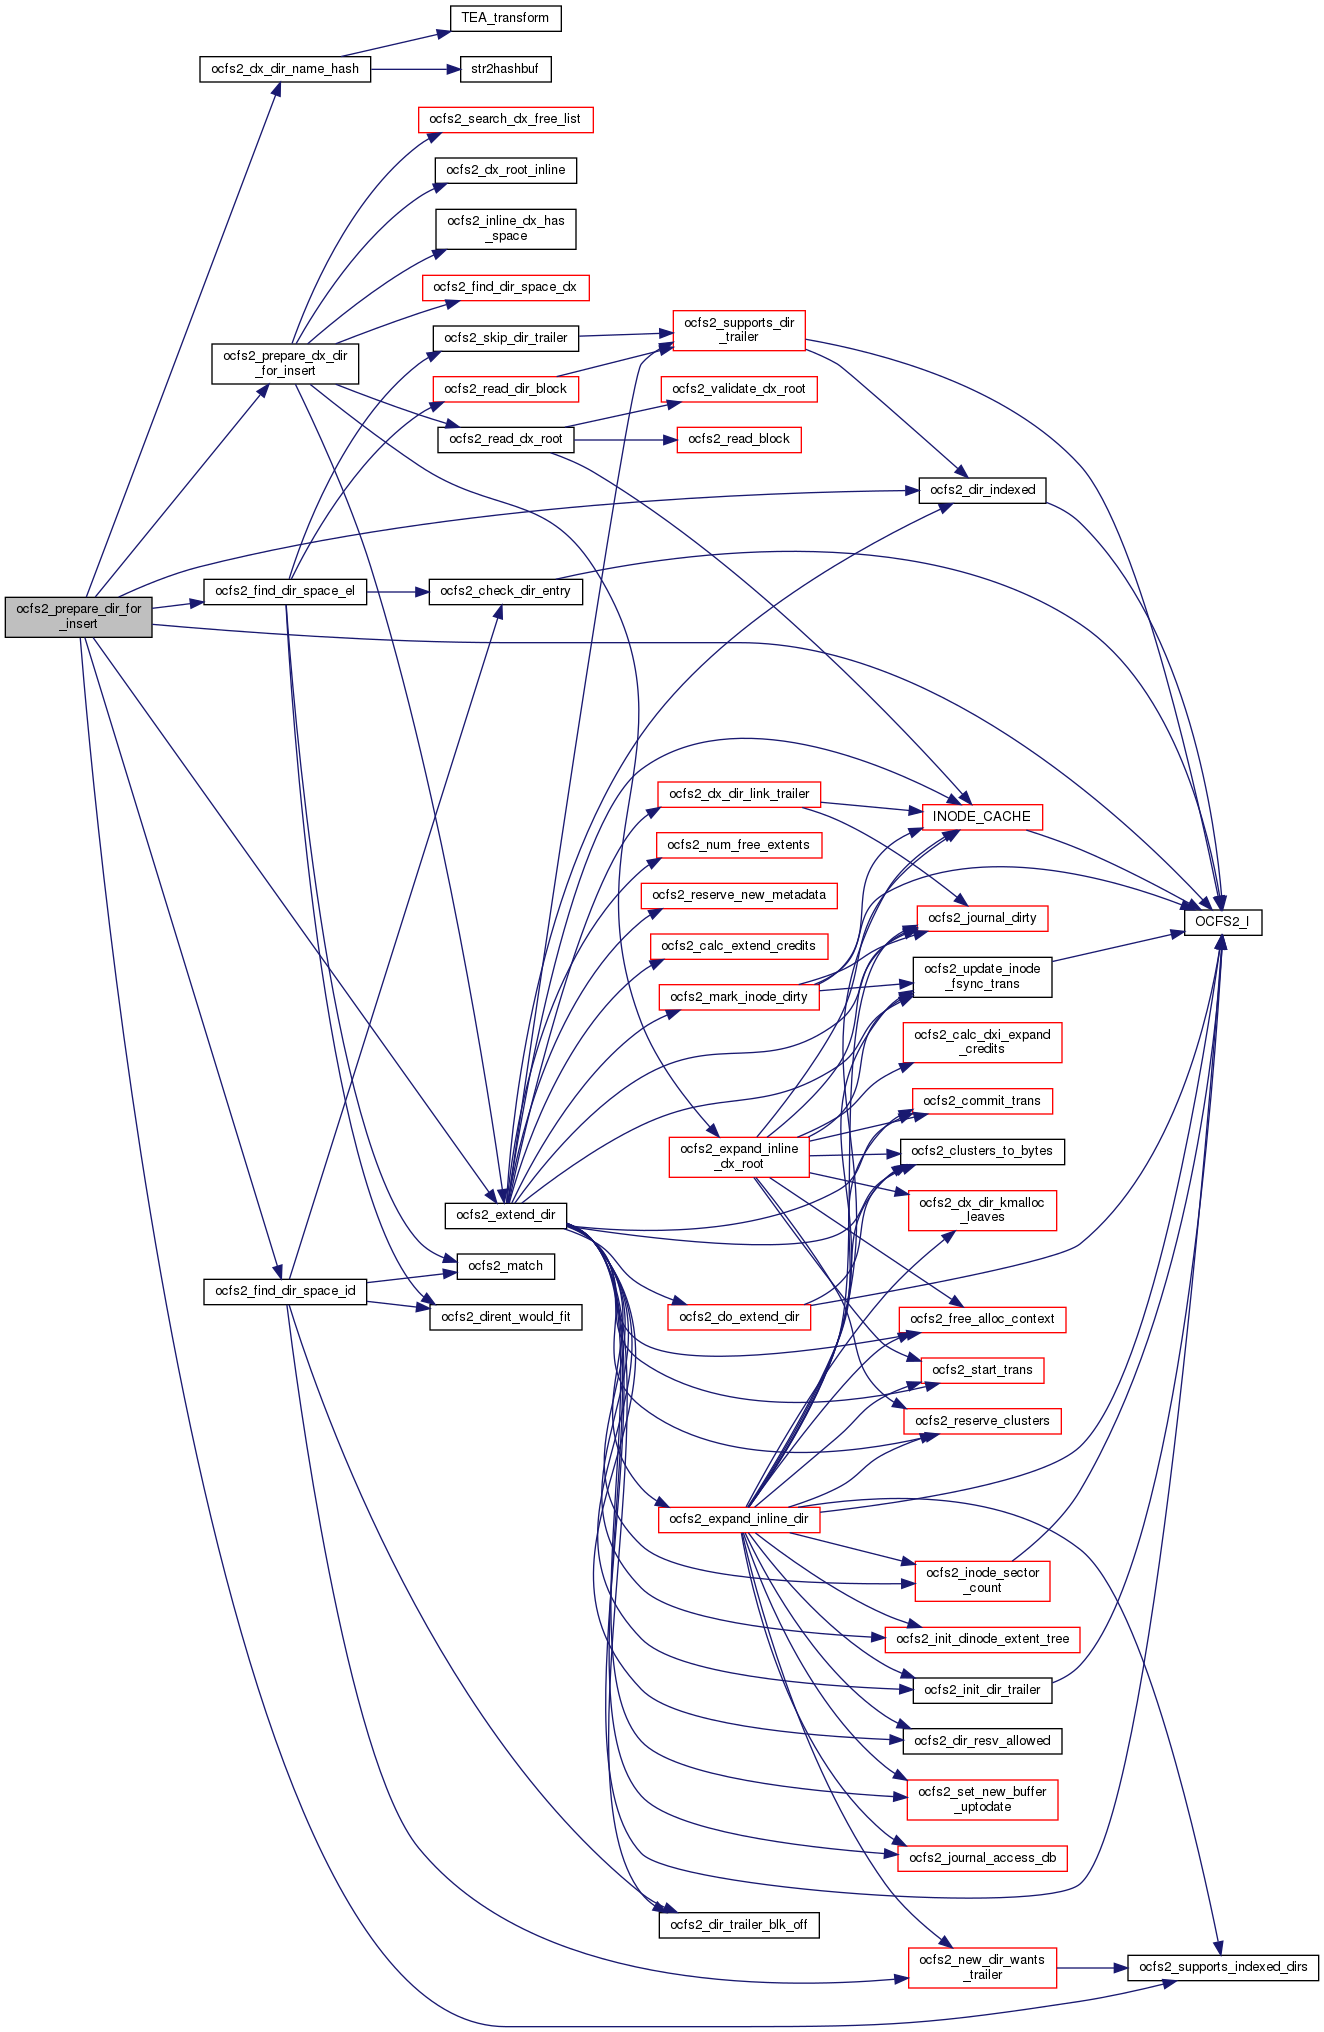 TEA_transform
ocfs2_dx_dir_name_hash
str2hashbuf
ocfs2_search_dx_free_list
ocfs2_dx_root_inline
ocfs2_inline_dx_has
_space
ocfs2_find_dir_space_dx
ocfs2_supports_dir
_trailer
ocfs2_skip_dir_trailer
ocfs2_prepare_dx_dir
_for_insert
ocfs2_read_dir_block
ocfs2_validate_dx_root
ocfs2_read_dx_root
ocfs2_read_block
ocfs2_dir_indexed
ocfs2_find_dir_space_el
ocfs2_check_dir_entry
ocfs2_prepare_dir_for
_insert
ocfs2_dx_dir_link_trailer
INODE_CACHE
ocfs2_num_free_extents
ocfs2_reserve_new_metadata
ocfs2_journal_dirty
OCFS2_I
ocfs2_calc_extend_credits
ocfs2_update_inode
_fsync_trans
ocfs2_mark_inode_dirty
ocfs2_calc_dxi_expand
_credits
ocfs2_commit_trans
ocfs2_expand_inline
_dx_root
ocfs2_clusters_to_bytes
ocfs2_dx_dir_kmalloc
_leaves
ocfs2_extend_dir
ocfs2_match
ocfs2_find_dir_space_id
ocfs2_dirent_would_fit
ocfs2_do_extend_dir
ocfs2_free_alloc_context
ocfs2_start_trans
ocfs2_reserve_clusters
ocfs2_expand_inline_dir
ocfs2_inode_sector
_count
ocfs2_init_dinode_extent_tree
ocfs2_init_dir_trailer
ocfs2_dir_resv_allowed
ocfs2_set_new_buffer
_uptodate
ocfs2_journal_access_db
ocfs2_dir_trailer_blk_off
ocfs2_new_dir_wants
_trailer
ocfs2_supports_indexed_dirs